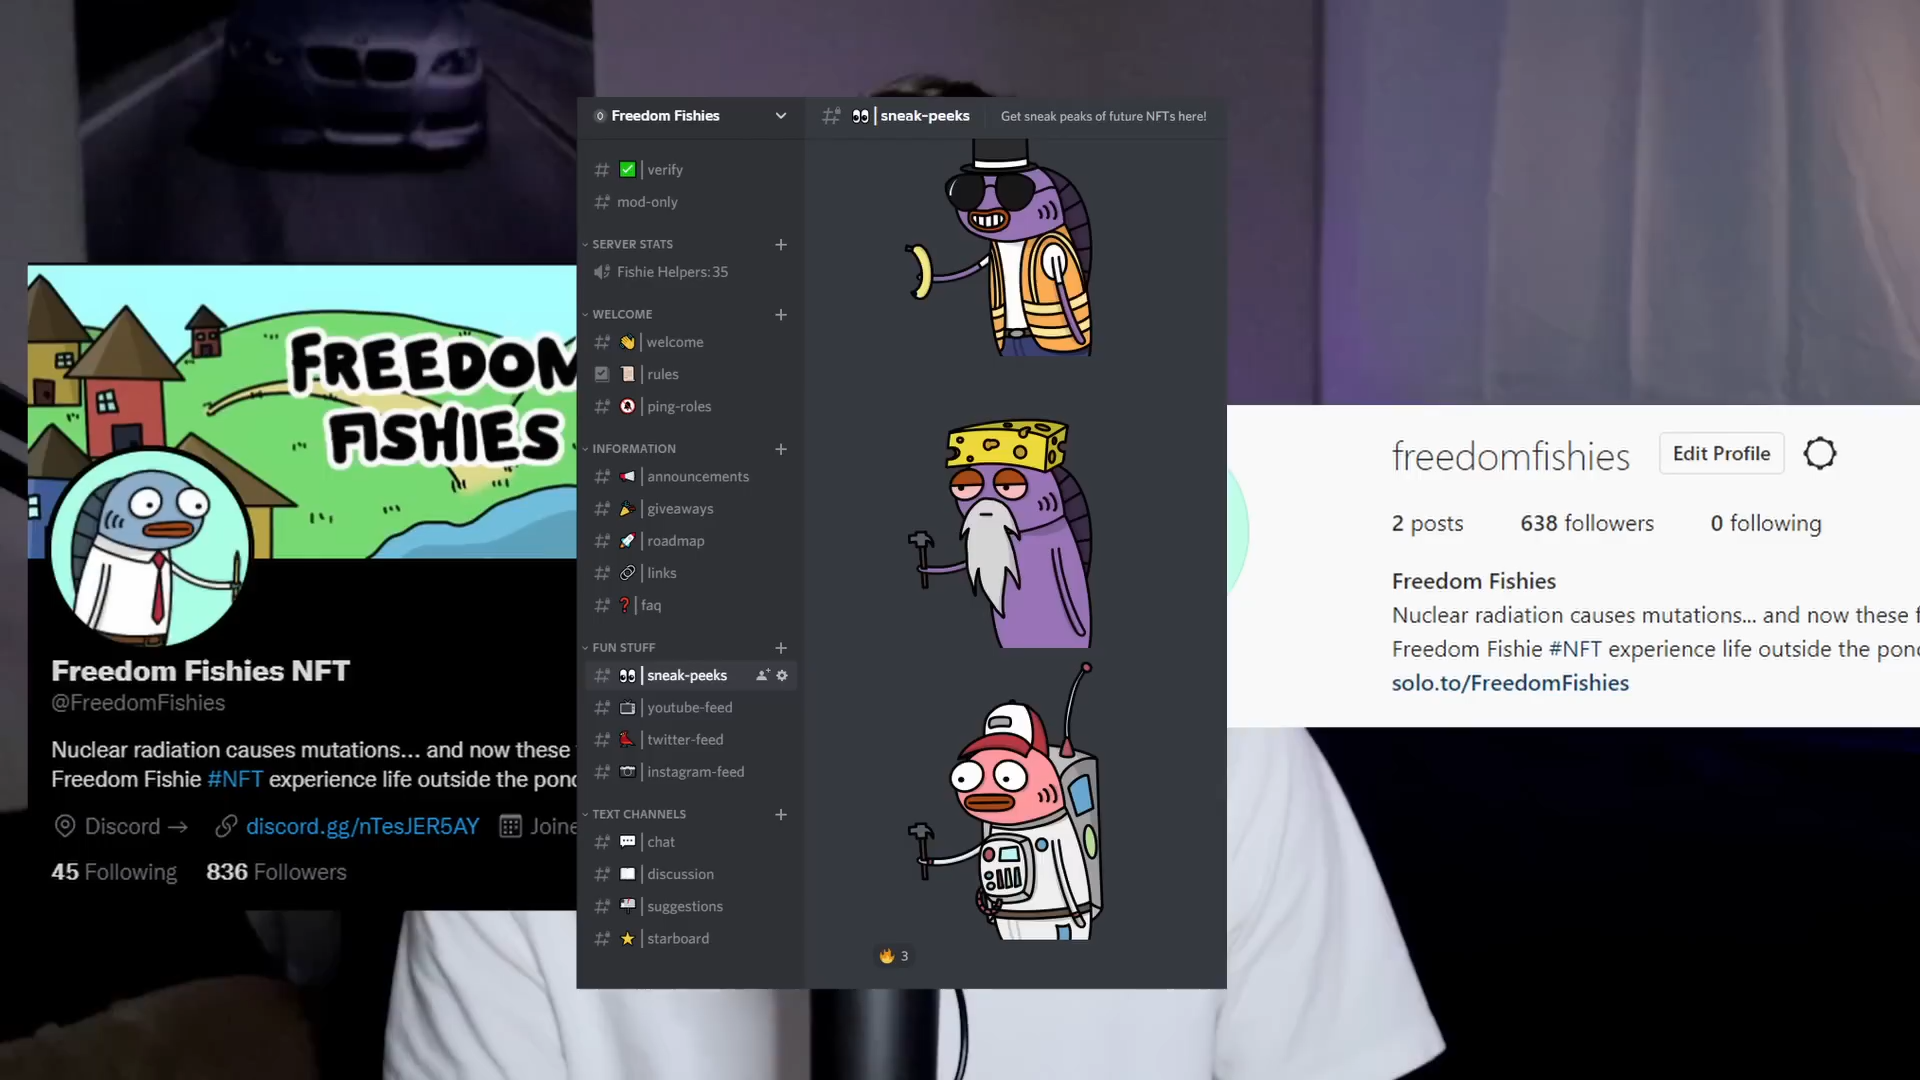 FREEDOM
FISHIES
Freedom Fishies NFT
@FreedomFishies
Nuclear radiation causes mutations... and now these
Freedom Fishie #NFT experience life outside the pond
Discord → discord.gg/nTesJER5AY Joine
45 Following 836 Followers
Freedom Fishies
verify
mod-only
SERVER STATS
Fishie Helpers: 35
WELCOME
welcome
rules
ping-roles
INFORMATION
announcements
giveaways
roadmap
links
faq
FUN STUFF
sneak-peeks
youtube-feed
twitter-feed
instagram-feed
TEXT CHANNELS
chat
discussion
suggestions
starboard
sneak-peeks Get sneak peaks of future NFTs here!
3
freedomfishies Edit Profile
2 posts 638 followers 0 following
Freedom Fishies
Nuclear radiation causes mutations... and now these f
Freedom Fishie #NFT experience life outside the pond
solo.to/FreedomFishies